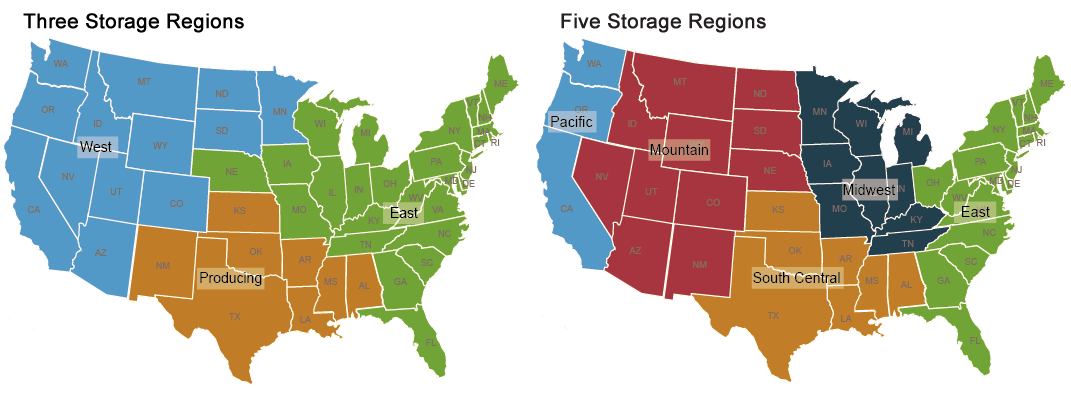 Three Storage Regions
Five Storage Regions
WA
MT
ND
MN
OR
ID
SD
WI
MI
WY
West
NV
UT
CO
CA
AZ
NE
IA
IL
IN
OH
MO
KY
WV
VA
East
TN
NC
SC
GA
FL
KS
OK
NM
Producing
AR
MS
AL
TX
LA
ME
VT
NH
NY
MA
CT
RI
PA
NJ
DE
WA
MT
ND
MN
OR
Pacific
ID
SD
WI
MI
Mountain
NV
UT
CO
CA
AZ
NM
NE
IA
Midwest
IN
MO
KY
TN
OH
WV
East
NC
SC
GA
FL
KS
OK
South Central
AR
MS
AL
TX
LA
ME
VT
NH
NY
MA
CT
RI
PA
NJ
MD
DE